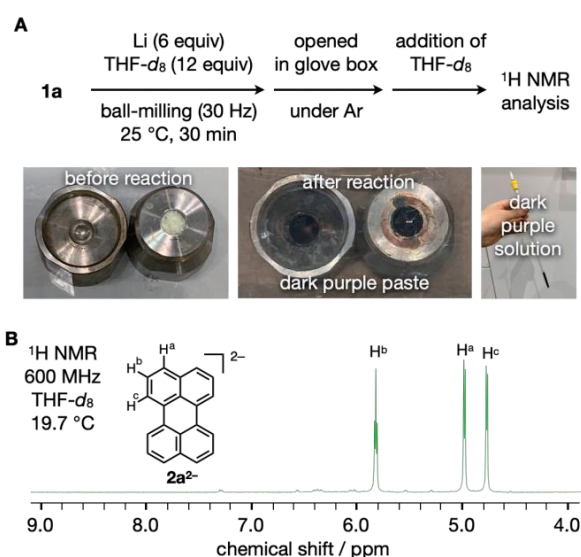 A
1a
Li (6 equiv)
THF-d₈ (12 equiv)
ball-milling (30 Hz)
25 °C, 30 min
opened
in glove box
under Ar
addition of
THF-d₈
¹H NMR
analysis
before reaction
after reaction
dark purple paste
dark
purple
solution
B
¹H NMR
600 MHz
THF-d₈
19.7 °C
Hᵃ
Hᵇ
Hᶜ
2–
2a²⁻
Hᵇ
Hᵃ
Hᶜ
9.0 8.0 7.0 6.0 5.0 4.0
chemical shift / ppm